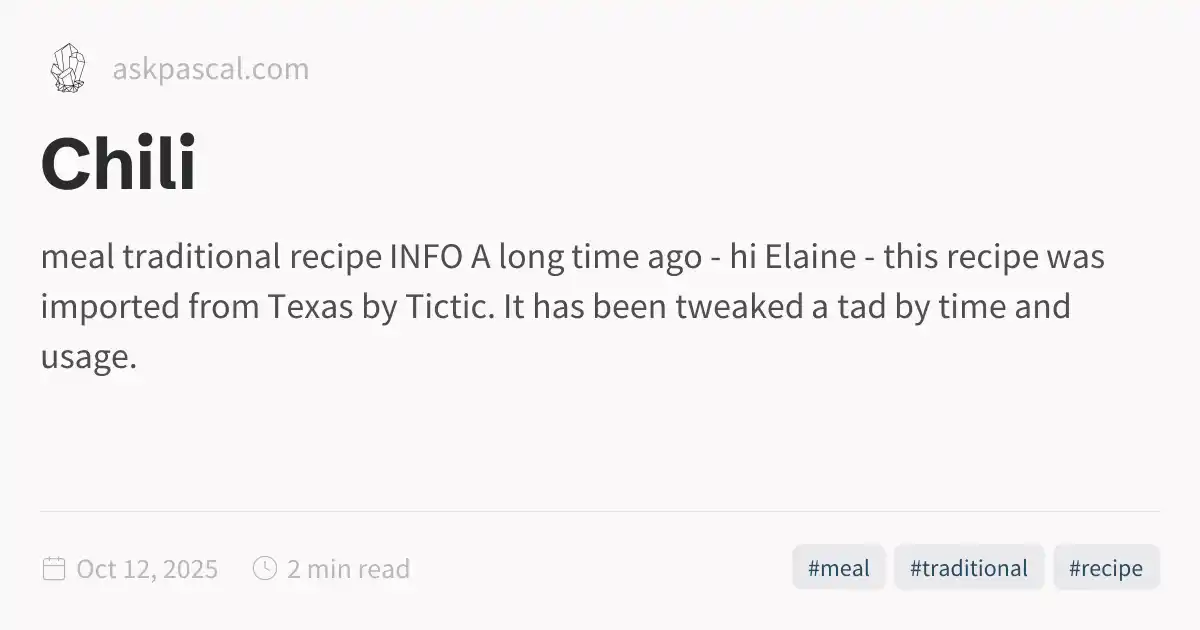 askpascal.com
Chili
meal traditional recipe INFO A long time ago - hi Elaine - this recipe was
imported from Texas by Tictic. It has been tweaked a tad by time and
usage.
Oct 12, 2025 2 min read #meal #traditional #recipe